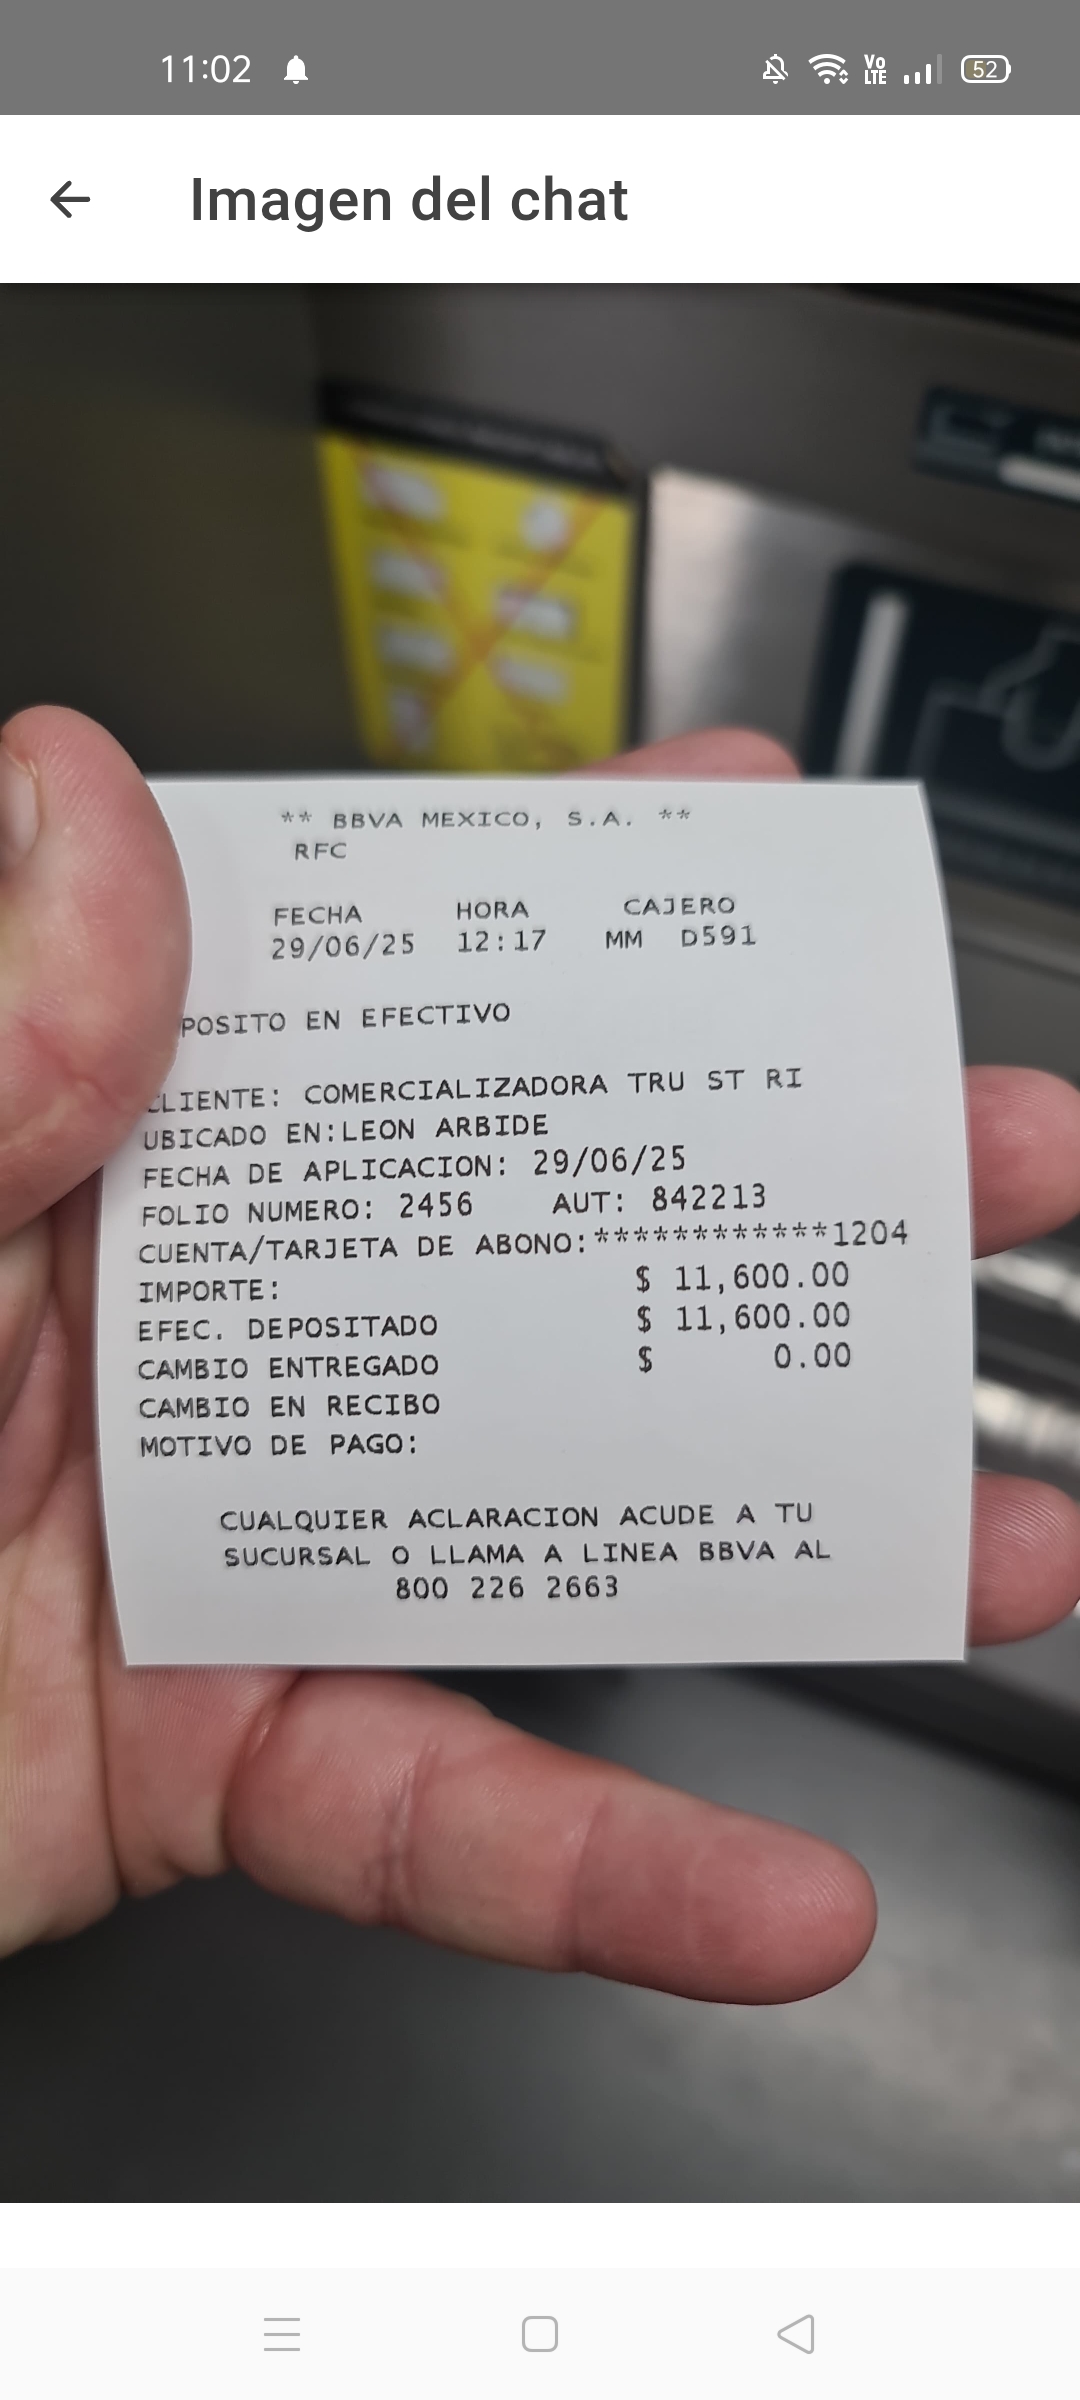 11:02
Vo
LTE
52
Imagen del chat
** BBVA MEXICO, S.A. **
RFC
FECHA HORA CAJERO
29/06/25 12:17 MM D591
POSITO EN EFECTIVO
CLIENTE: COMERCIALIZADORA TRU ST RI
UBICADO EN:LEON ARBIDE
FECHA DE APLICACION: 29/06/25
FOLIO NUMERO: 2456 AUT: 842213
CUENTA/TARJETA DE ABONO:************1204
IMPORTE: $ 11,600.00
EFEC. DEPOSITADO $ 11,600.00
CAMBIO ENTREGADO $ 0.00
CAMBIO EN RECIBO
MOTIVO DE PAGO:
CUALQUIER ACLARACION ACUDE A TU
SUCURSAL O LLAMA A LINEA BBVA AL
800 226 2663